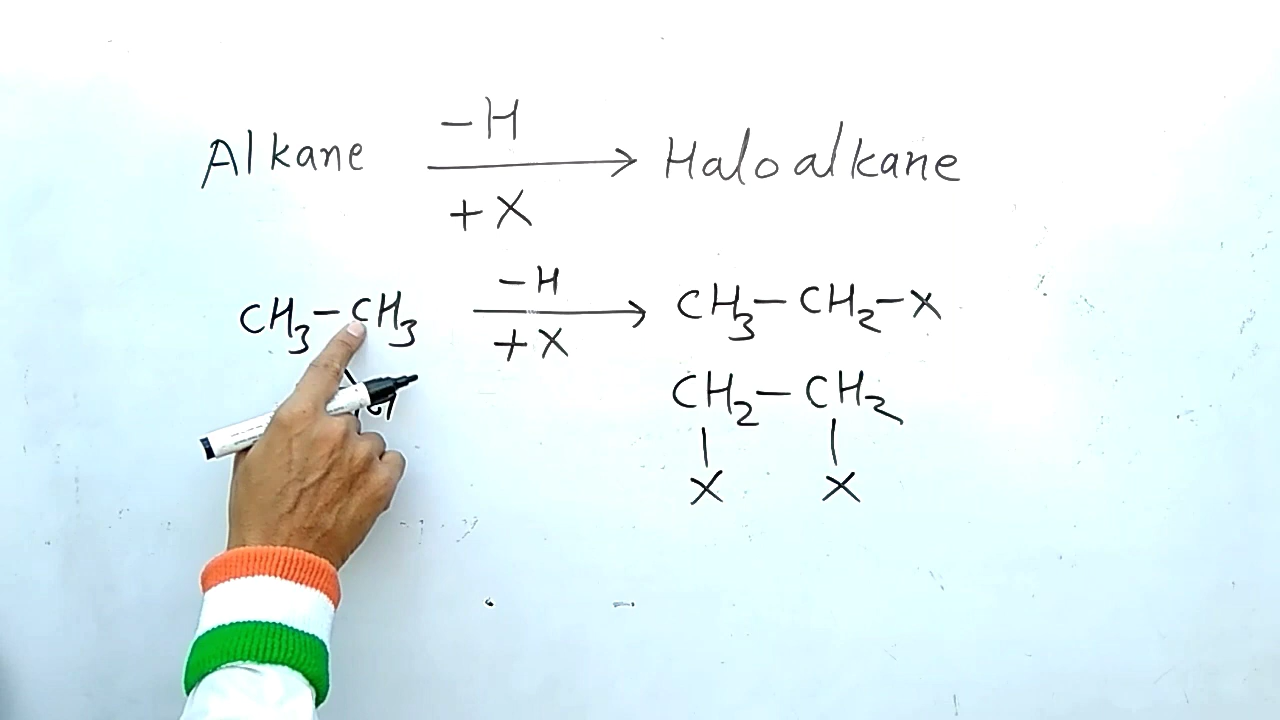 -H
Alkane → Haloalkane
+X
-H
CH₃-CH₃ → CH₃-CH₂-X
+X
CH₂-CH₂
| |
X X